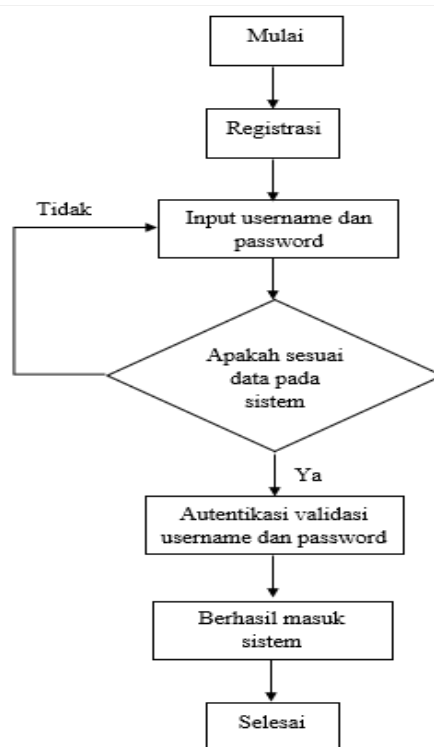 Mulai
Registrasi
Tidak
Input username dan
password
Apakah sesuai
data pada
sistem
Ya
Autentikasi validasi
username dan password
Berhasil masuk
sistem
Selesai